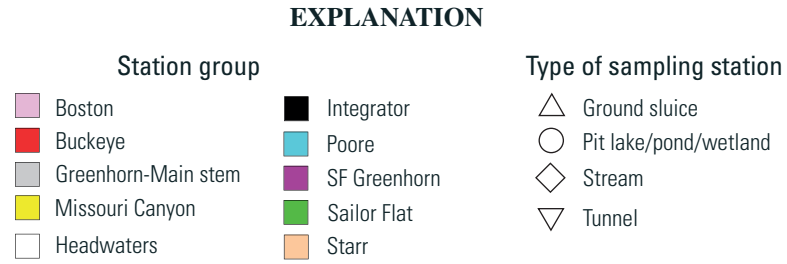 EXPLANATION
Station group
Boston
Buckeye
Greenhorn-Main stem
Missouri Canyon
Headwaters
Integrator
Poore
SF Greenhorn
Sailor Flat
Starr
Type of sampling station
Ground sluice
Pit lake/pond/wetland
Stream
Tunnel